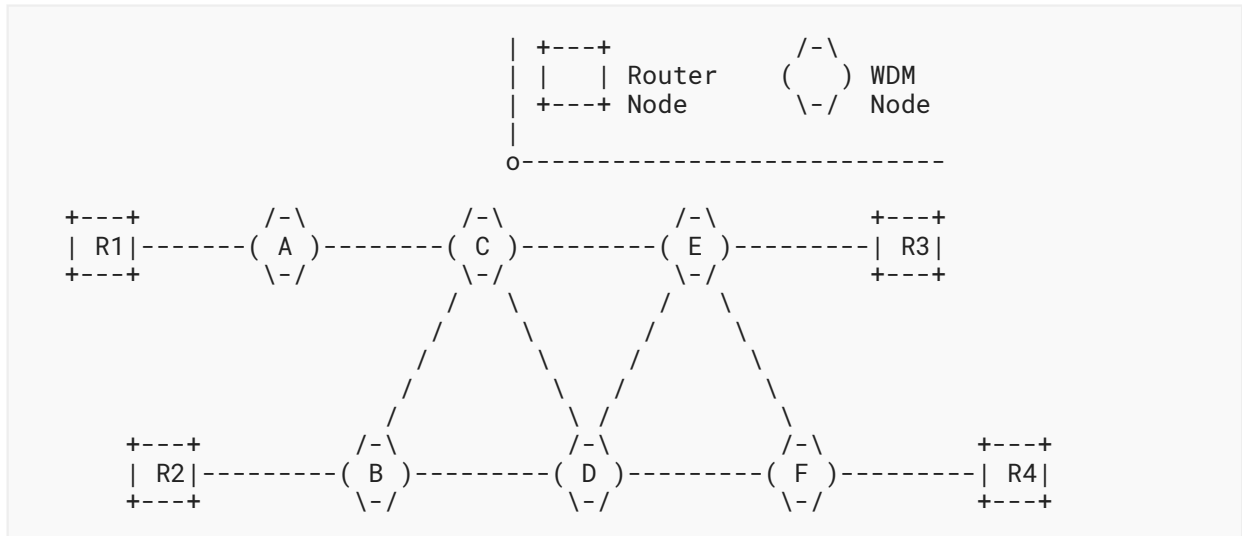 | +---+            /-\
| |   | Router    (   ) WDM
| +---+ Node       \-/  Node
|
o----------------------------
+---+        /-\          /-\           /-\          +---+
| R1|-------( A )--------( C )---------( E )---------| R3|
+---+        \-/          \-/           \-/          +---+
/   \         /   \
/     \       /     \
/       \     /       \
/         \   /         \
/           \ /           \
+---+          /-\           /-\           /-\          +---+
| R2|---------( B )---------( D )---------( F )---------| R4|
+---+          \-/           \-/           \-/          +---+